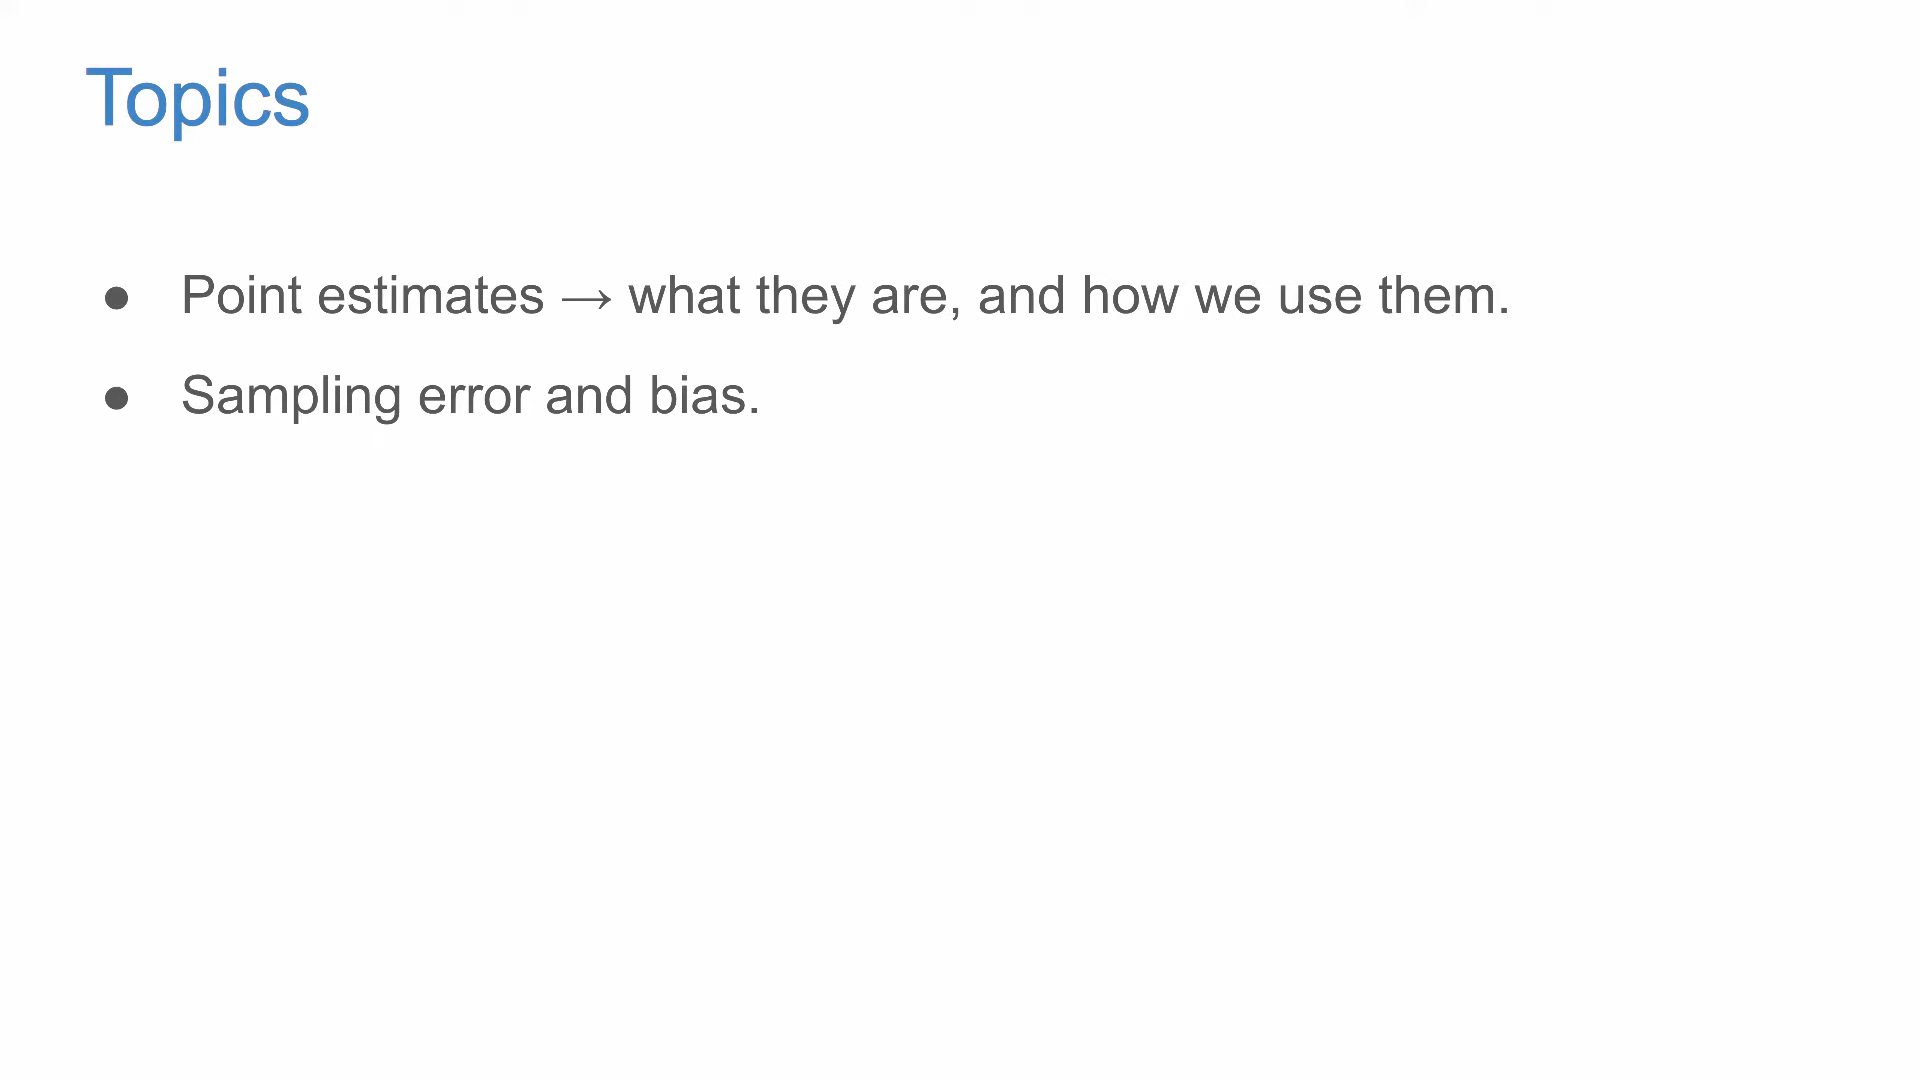 Topics
● Point estimates → what they are, and how we use them.
● Sampling error and bias.